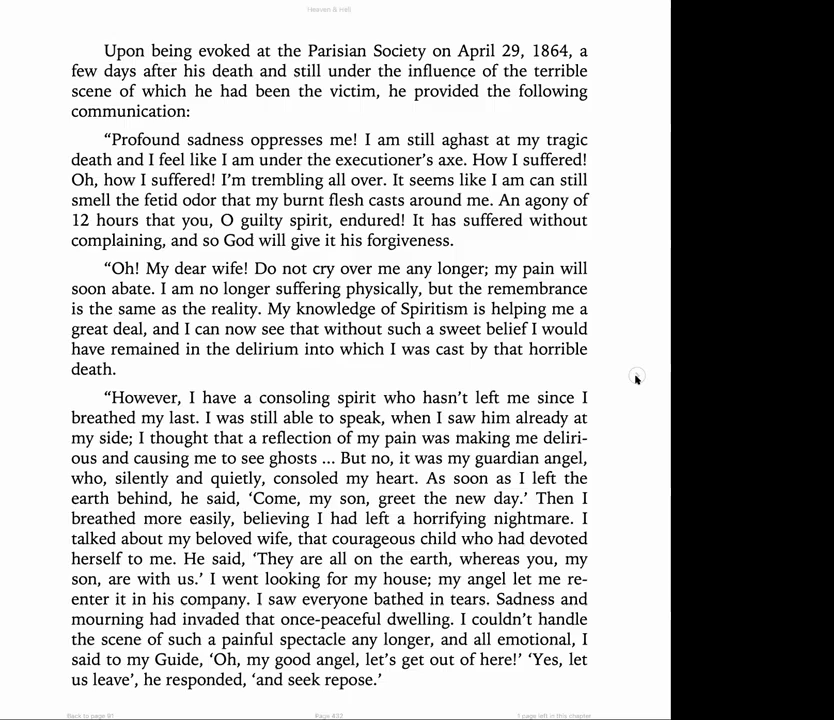 Heaven & Hell
Upon being evoked at the Parisian Society on April 29, 1864, a
few days after his death and still under the influence of the terrible
scene of which he had been the victim, he provided the following
communication:
“Profound sadness oppresses me! I am still aghast at my tragic
death and I feel like I am under the executioner’s axe. How I suffered!
Oh, how I suffered! I’m trembling all over. It seems like I am can still
smell the fetid odor that my burnt flesh casts around me. An agony of
12 hours that you, O guilty spirit, endured! It has suffered without
complaining, and so God will give it his forgiveness.
“Oh! My dear wife! Do not cry over me any longer; my pain will
soon abate. I am no longer suffering physically, but the remembrance
is the same as the reality. My knowledge of Spiritism is helping me a
great deal, and I can now see that without such a sweet belief I would
have remained in the delirium into which I was cast by that horrible
death.
“However, I have a consoling spirit who hasn’t left me since I
breathed my last. I was still able to speak, when I saw him already at
my side; I thought that a reflection of my pain was making me deliri-
ous and causing me to see ghosts ... But no, it was my guardian angel,
who, silently and quietly, consoled my heart. As soon as I left the
earth behind, he said, ‘Come, my son, greet the new day.’ Then I
breathed more easily, believing I had left a horrifying nightmare. I
talked about my beloved wife, that courageous child who had devoted
herself to me. He said, ‘They are all on the earth, whereas you, my
son, are with us.’ I went looking for my house; my angel let me re-
enter it in his company. I saw everyone bathed in tears. Sadness and
mourning had invaded that once-peaceful dwelling. I couldn’t handle
the scene of such a painful spectacle any longer, and all emotional, I
said to my Guide, ‘Oh, my good angel, let’s get out of here!’ ‘Yes, let
us leave’, he responded, ‘and seek repose.’
Back to page 91 Page 432 1 page left in this chapter